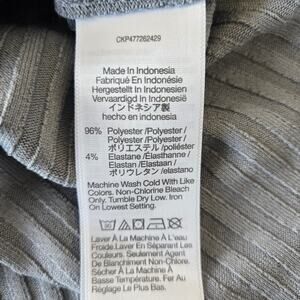 CKP477262429
Made In Indonesia
Fabriqué En Indonésie
Hergestellt In Indonesien
Vervaardigd In Indonesië
インドネシア製
hecho en indonesia
96% Polyester /Polyester /
Polyester /Polyester /
ポリエステル /poliéster
4% Elastane /Élasthanne /
Elastan /Elastaan /
ポリウレタン /elastano
Machine Wash Cold With Like
Colors. Non-Chlorine Bleach
Only. Tumble Dry Low. Iron
On Lowest Setting.
Laver À La Machine À L'eau
Froide.Laver En Séparant Les
Couleurs. Seulement Agent
De Blanchiment Non-Chlore.
Sécher À La Machine À
Basse Température. Fer Au
Réglage Le Plus Bas.